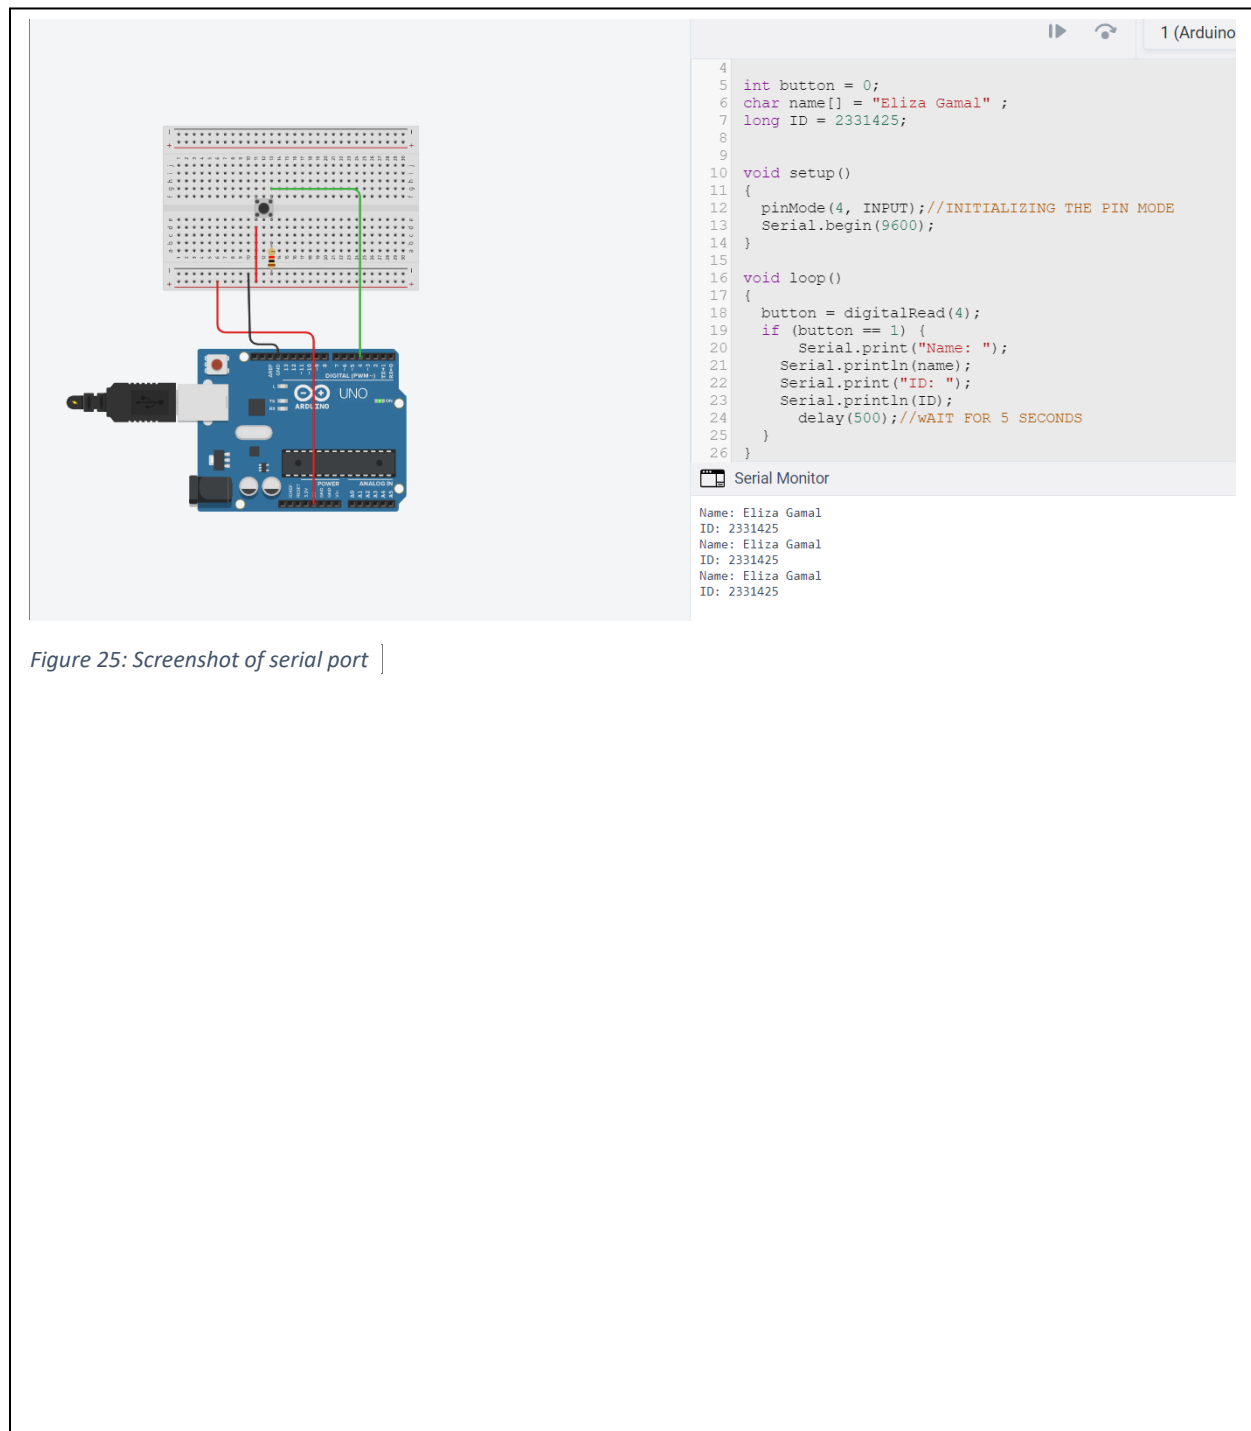 1 (Arduino
4
5 int button = 0;
6 char name[] = "Eliza Gamal" ;
7 long ID = 2331425;
8
9
10 void setup()
11 {
12 pinMode(4, INPUT);//INITIALIZING THE PIN MODE
13 Serial.begin(9600);
14 }
15
16 void loop()
17 {
18 button = digitalRead(4);
19 if (button == 1) {
20 Serial.print("Name: ");
21 Serial.println(name);
22 Serial.print("ID: ");
23 Serial.println(ID);
24 delay(500);//wAIT FOR 5 SECONDS
25 }
26 }
DIGITAL (PWM~)
UNO
ARDUINO
POWER
ANALOG IN
Serial Monitor
Name: Eliza Gamal
ID: 2331425
Name: Eliza Gamal
ID: 2331425
Name: Eliza Gamal
ID: 2331425
Figure 25: Screenshot of serial port